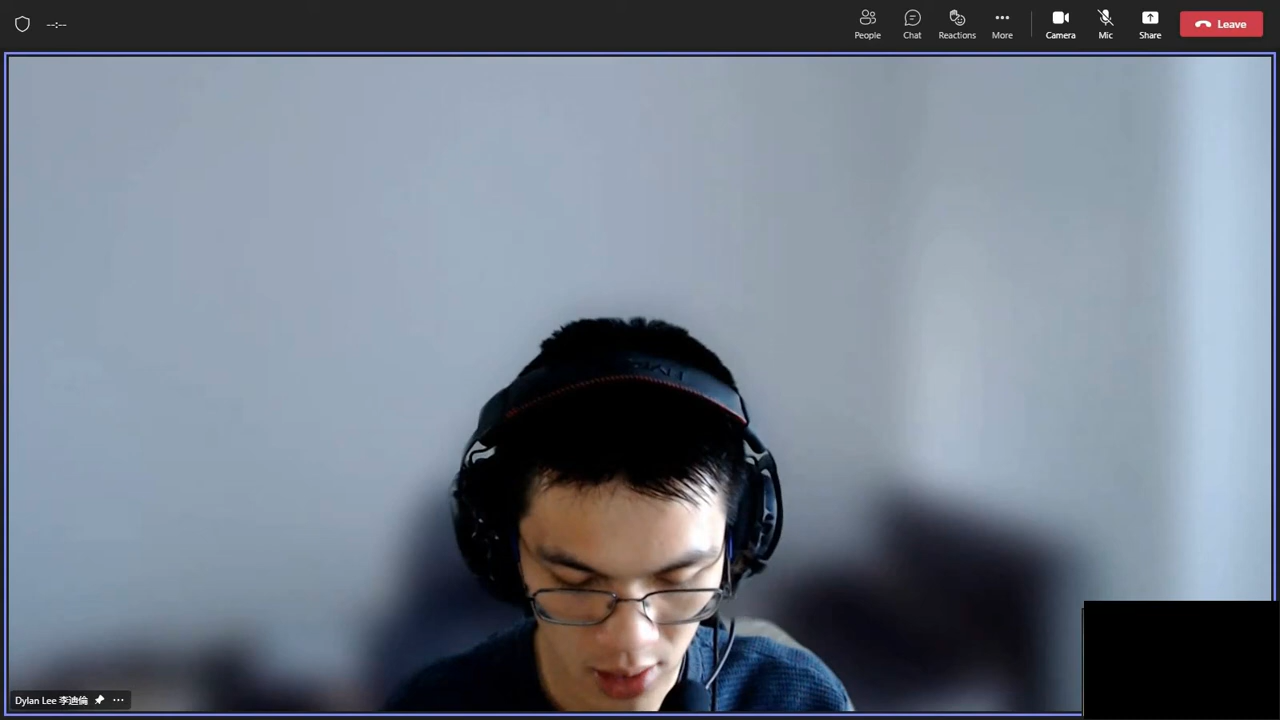 --:--
People
Chat
Reactions
More
Camera
Mic
Share
Leave
Dylan Lee 李迪倫